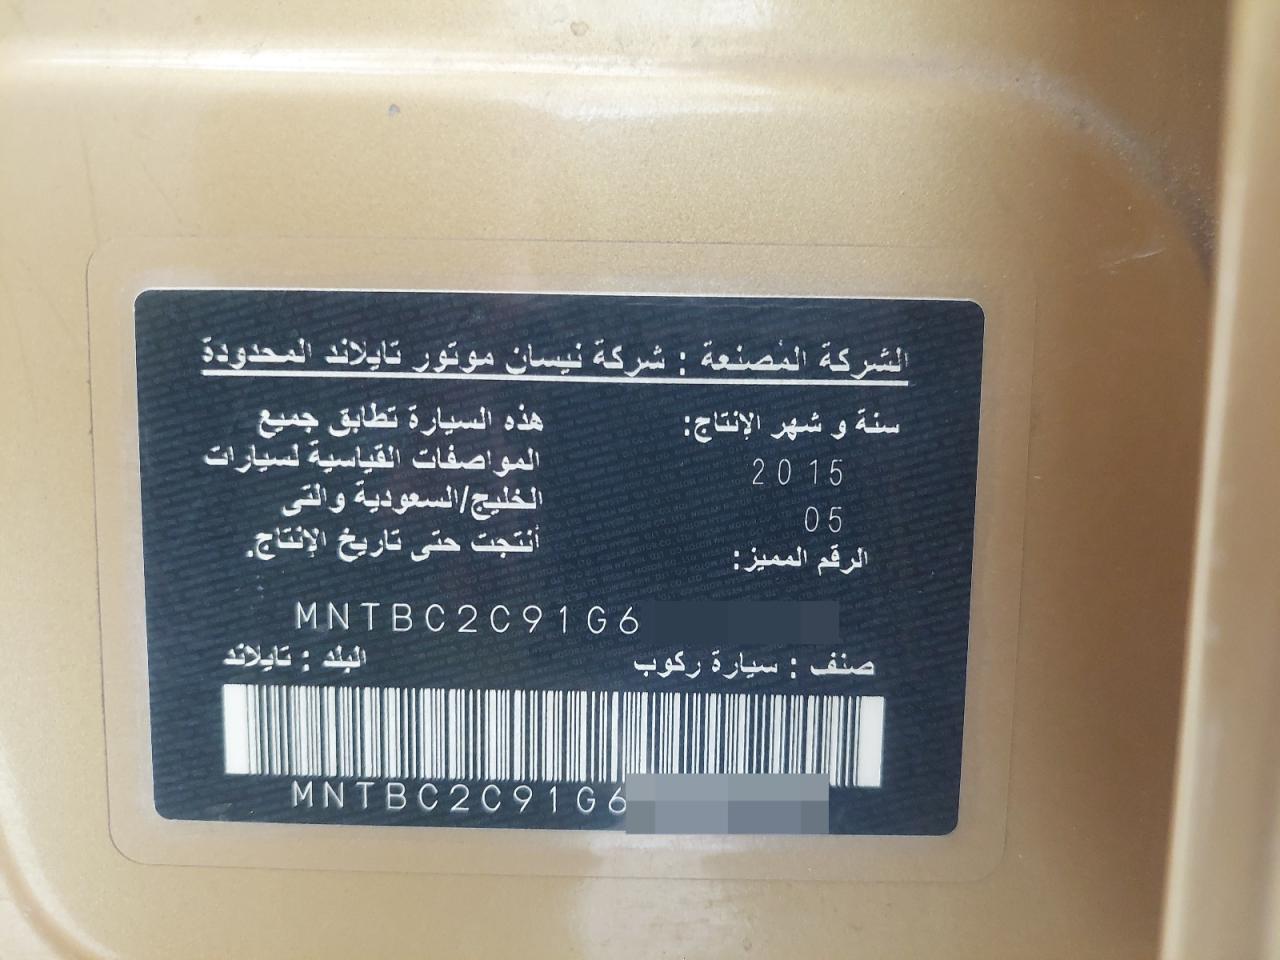 الشركة المصنعة : شركة نيسان موتور تايلاند المحدودة
سنة و شهر الإنتاج:
2015
05
الرقم المميز:
هذه السيارة تطابق جميع
المواصفات القياسية لسيارات
الخليج/السعودية والتى
أنتجت حتى تاريخ الإنتاج.
MNTBC2C91G6
صنف : سيارة ركوب
البلد : تايلاند
MNTBC2C91G6